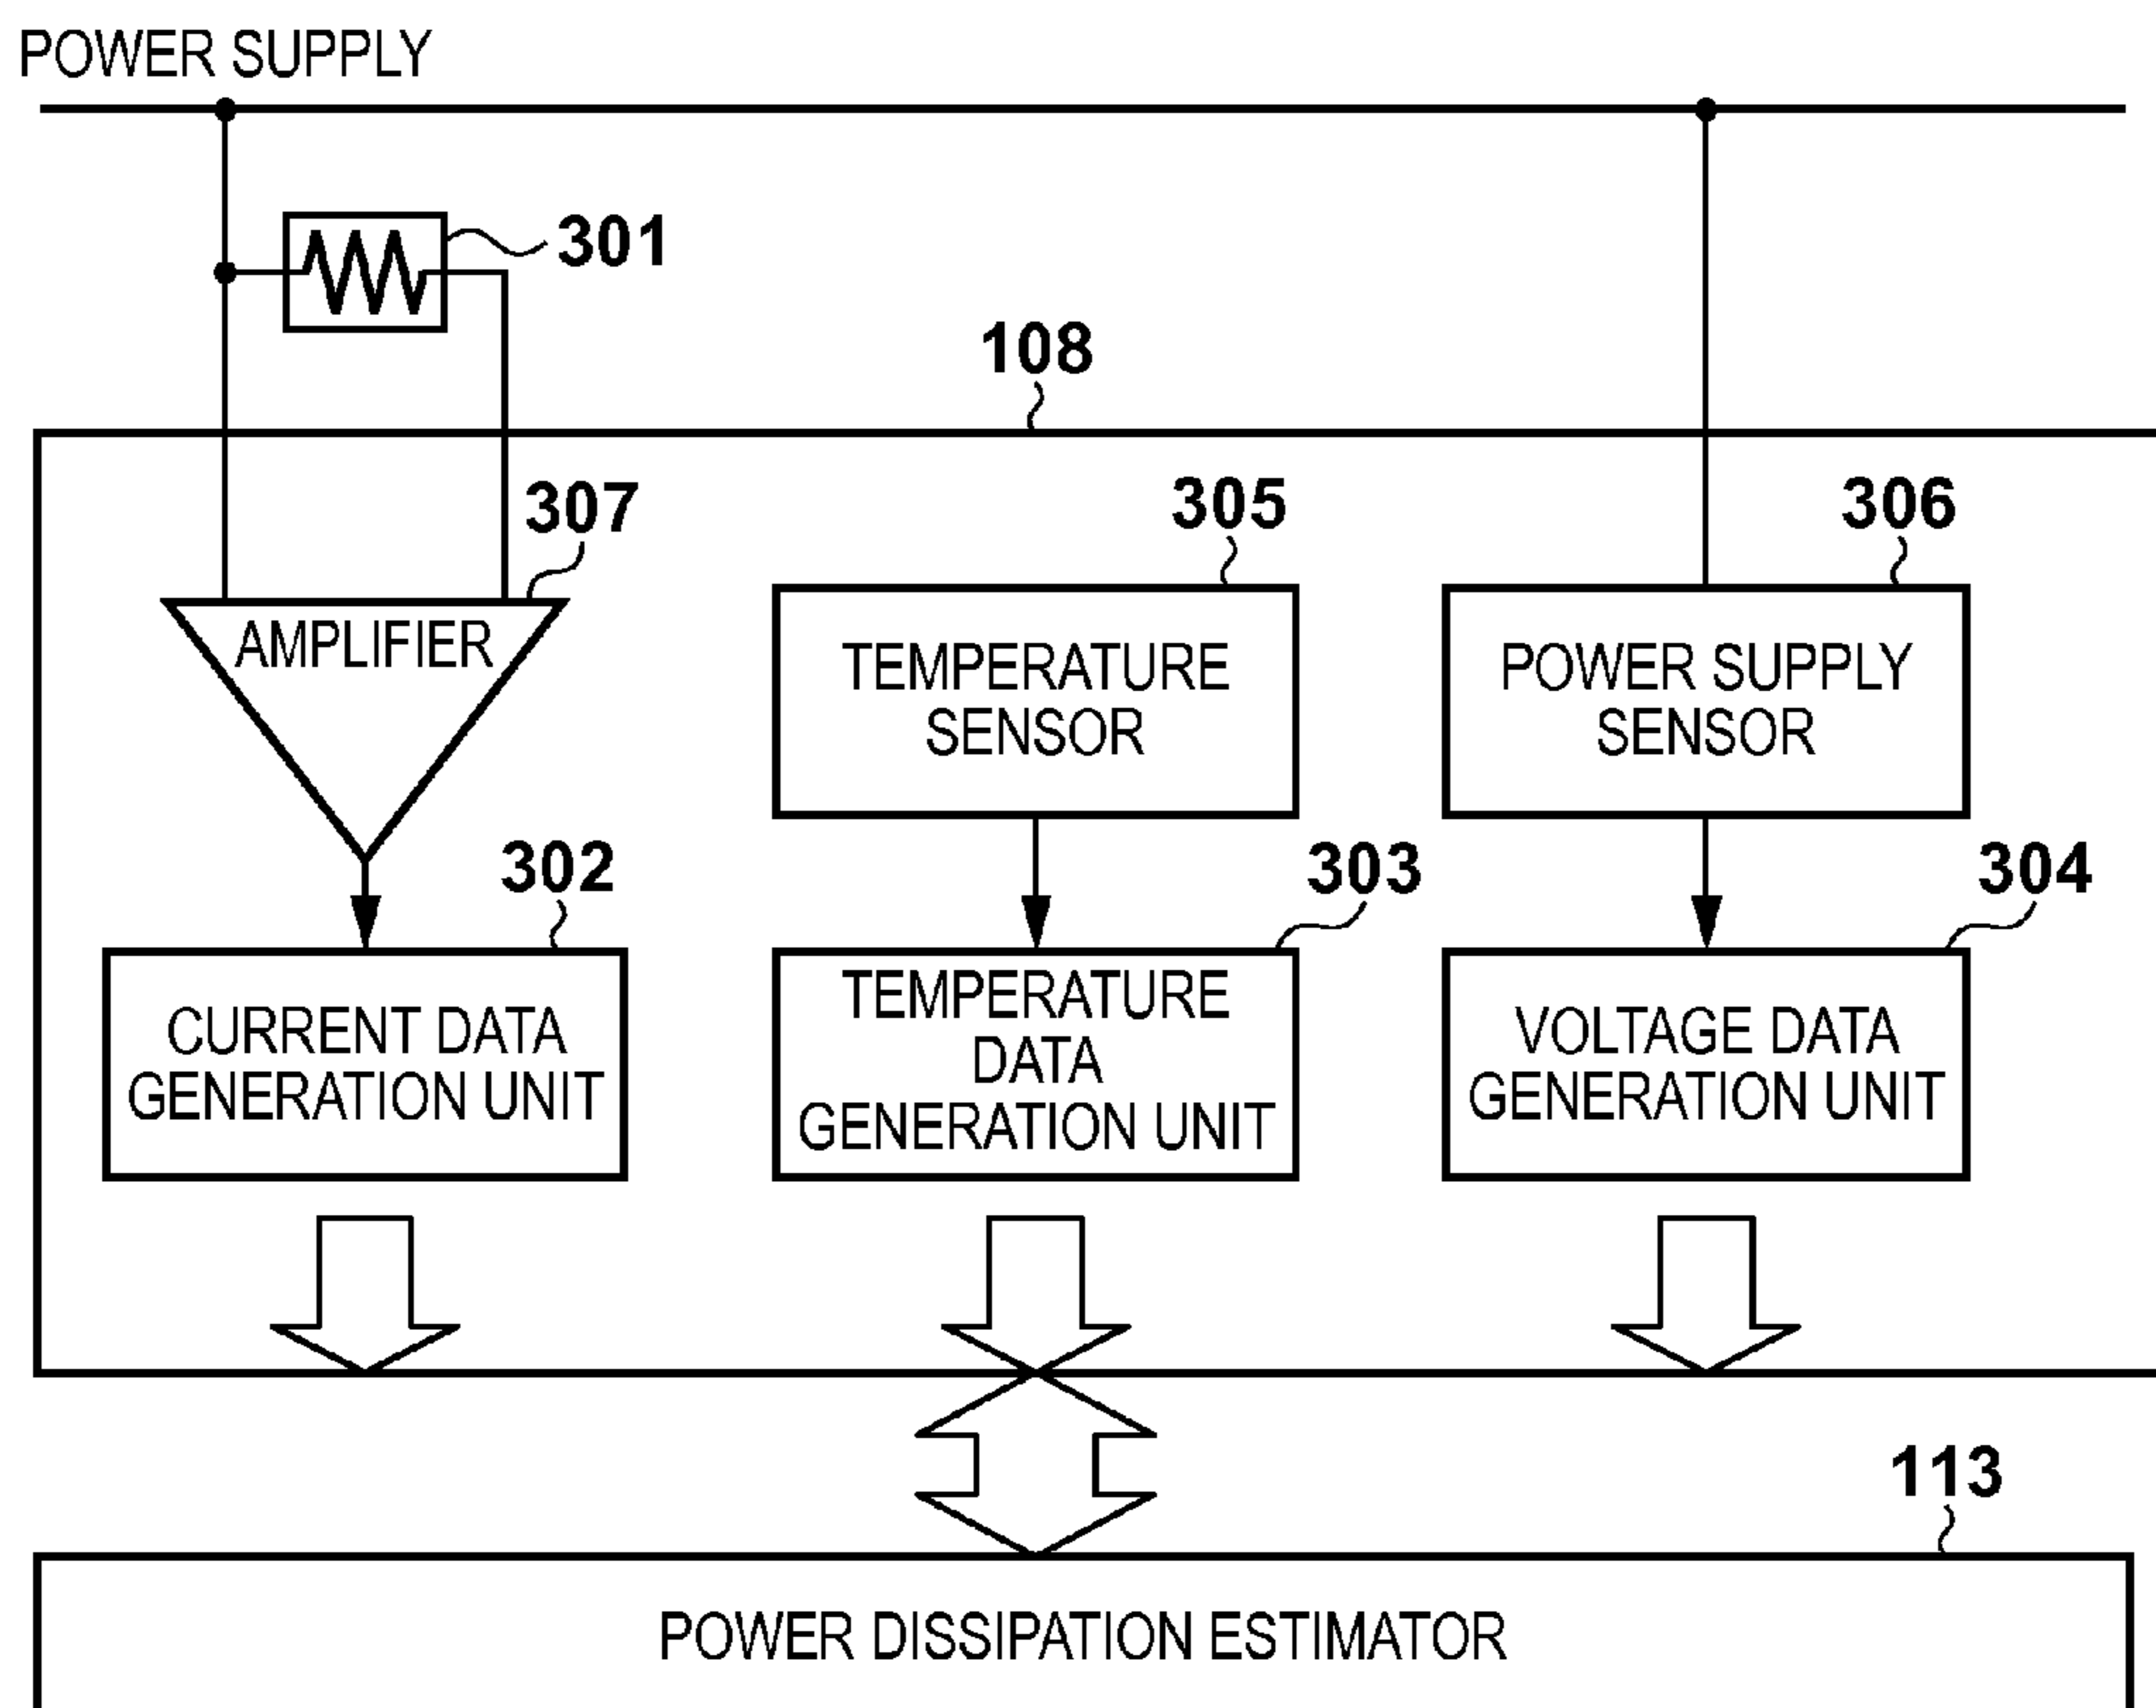 POWER SUPPLY
301
108
307
305
306
AMPLIFIER
TEMPERATURE
SENSOR
POWER SUPPLY
SENSOR
302
303
304
CURRENT DATA
GENERATION UNIT
TEMPERATURE
DATA
GENERATION UNIT
VOLTAGE DATA
GENERATION UNIT
113
POWER DISSIPATION ESTIMATOR